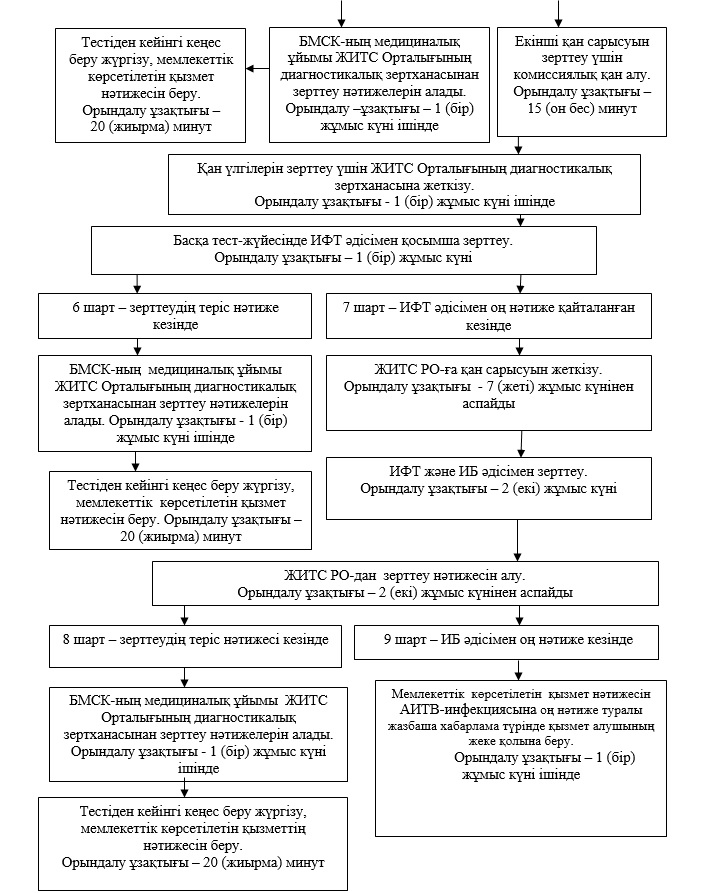 Тестіден кейінгі кеңес
беру жүргізу, мемлекеттік
көрсетілетін қызмет
нәтижесін беру.
Орындалу ұзақтығы –
20 (жиырма) минут
БМСК-ның медициналық
ұйымы ЖИТС Орталығының
диагностикалық зертханасынан
зерттеу нәтижелерін алады.
Орындалу –ұзақтығы – 1 (бір)
жұмыс күні ішінде
Екінші қан сарысуын
зерттеу үшін
комиссиялық қан алу.
Орындалу ұзақтығы –
15 (он бес) минут
Қан үлгілерін зерттеу үшін ЖИТС Орталығының диагностикалық
зертханасына жеткізу.
Орындалу ұзақтығы - 1 (бір) жұмыс күні ішінде
Басқа тест-жүйесінде ИФТ әдісімен қосымша зерттеу.
Орындалу ұзақтығы – 1 (бір) жұмыс күні
6 шарт – зерттеудің теріс нәтиже
кезінде
7 шарт – ИФТ әдісімен оң нәтиже қайталанған
кезінде
БМСК-ның медициналық ұйымы
ЖИТС Орталығының диагностикалық
зертханасынан зерттеу нәтижелерін
алады. Орындалу ұзақтығы - 1 (бір)
жұмыс күні ішінде
ЖИТС РО-ға қан сарысуын жеткізу.
Орындалу ұзақтығы - 7 (жеті) жұмыс күнінен
аспайды
Тестіден кейінгі кеңес беру жүргізу,
мемлекеттік көрсетілетін қызмет
нәтижесін беру. Орындалу ұзақтығы –
20 (жиырма) минут
ИФТ және ИБ әдісімен зерттеу.
Орындалу ұзақтығы – 2 (екі) жұмыс күні
ЖИТС РО-дан зерттеу нәтижесін алу.
Орындалу ұзақтығы – 2 (екі) жұмыс күнінен аспайды
8 шарт – зерттеудің теріс нәтижесі кезінде
9 шарт – ИБ әдісімен оң нәтиже кезінде
БМСК-ның медициналық ұйымы ЖИТС
Орталығының диагностикалық
зертханасынан зерттеу нәтижелерін алады.
Орындалу ұзақтығы - 1 (бір) жұмыс күні
ішінде
Мемлекеттік көрсетілетін қызмет нәтижесін
АИТВ-инфекциясына оң нәтиже туралы
жазбаша хабарлама түрінде қызмет алушының
жеке қолына беру.
Орындалу ұзақтығы – 1 (бір)
жұмыс күні ішінде
Тестіден кейінгі кеңес беру жүргізу,
мемлекеттік көрсетілетін қызметтің
нәтижесін беру.
Орындалу ұзақтығы – 20 (жиырма) минут